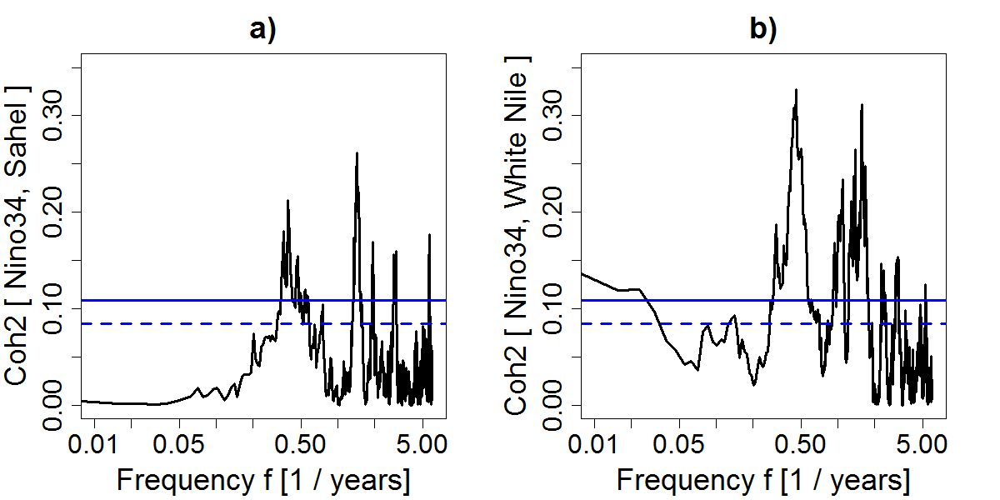 a)
Coh2 [ Nino34, Sahel ]
0.30
0.20
0.10
0.00
0.01
0.05
0.50
5.00
Frequency f [1 / years]
b)
Coh2 [ Nino34, White Nile ]
0.30
0.20
0.10
0.00
0.01
0.05
0.50
5.00
Frequency f [1 / years]